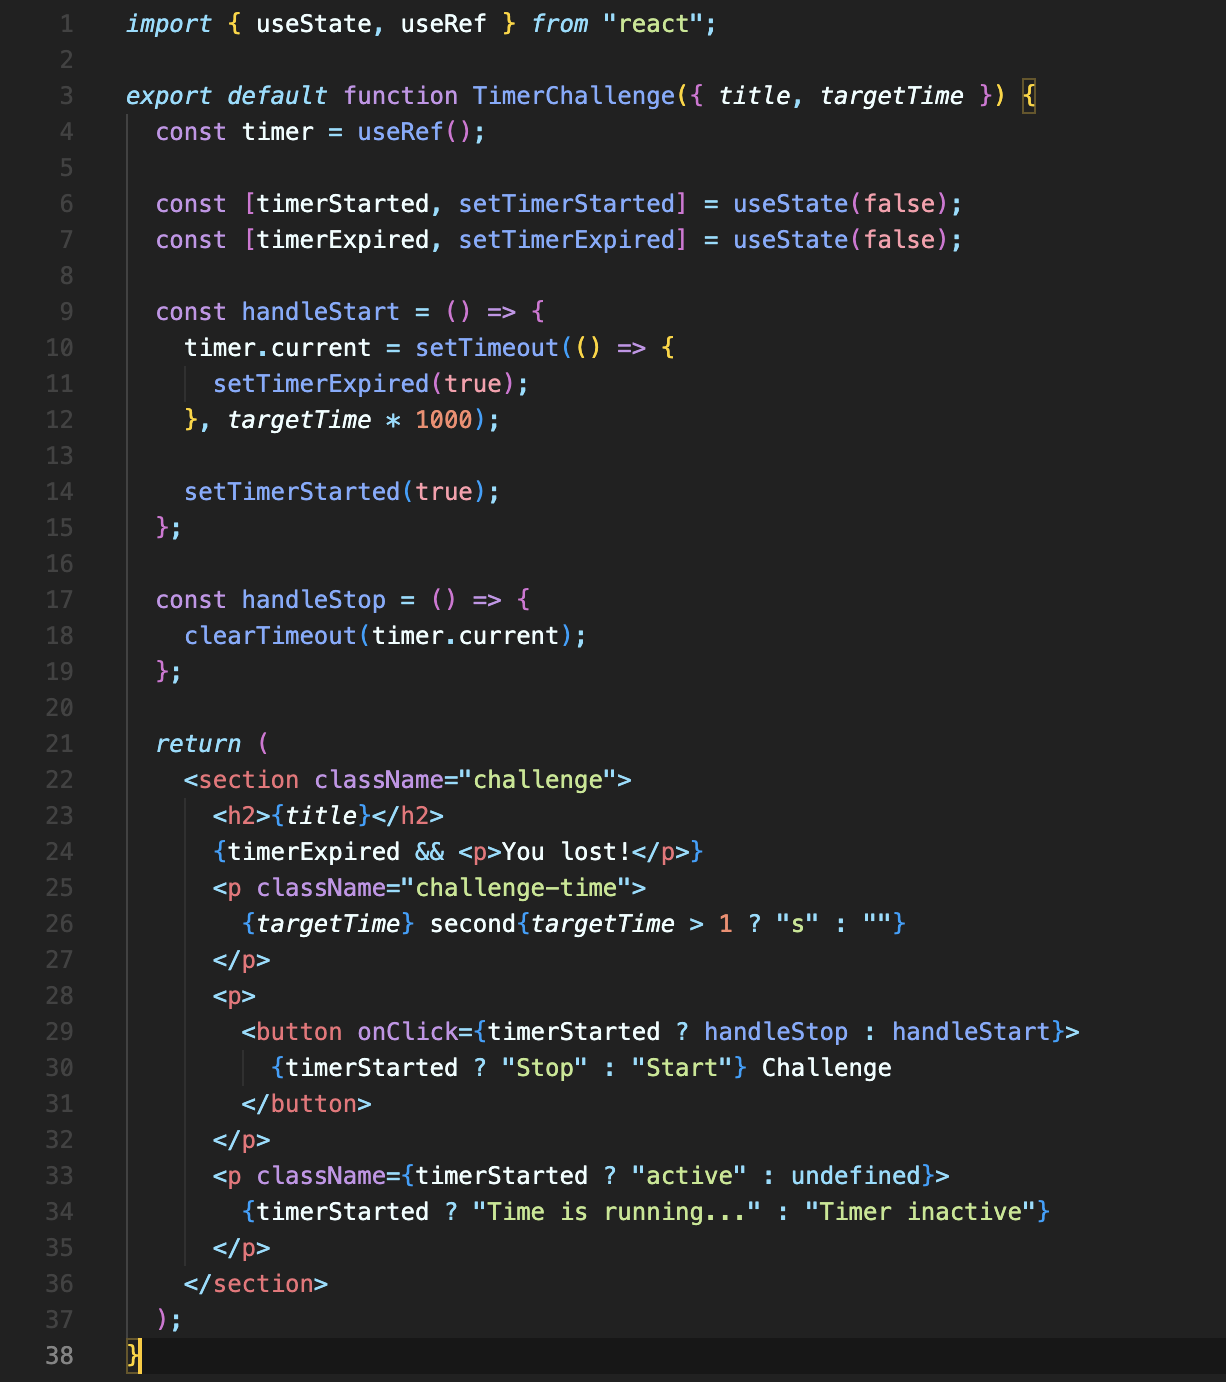 1 import { useState, useRef } from "react";
2
3 export default function TimerChallenge({ title, targetTime }) {
4   const timer = useRef();
5
6   const [timerStarted, setTimerStarted] = useState(false);
7   const [timerExpired, setTimerExpired] = useState(false);
8
9   const handleStart = () => {
10     timer.current = setTimeout(() => {
11       setTimerExpired(true);
12     }, targetTime * 1000);
13
14     setTimerStarted(true);
15   };
16
17   const handleStop = () => {
18     clearTimeout(timer.current);
19   };
20
21   return (
22     <section className="challenge">
23       <h2>{title}</h2>
24       {timerExpired && <p>You lost!</p>}
25       <p className="challenge-time">
26         {targetTime} second{targetTime > 1 ? "s" : ""}
27       </p>
28       <p>
29         <button onClick={timerStarted ? handleStop : handleStart}>
30           {timerStarted ? "Stop" : "Start"} Challenge
31         </button>
32       </p>
33       <p className={timerStarted ? "active" : undefined}>
34         {timerStarted ? "Time is running..." : "Timer inactive"}
35       </p>
36     </section>
37   );
38 }